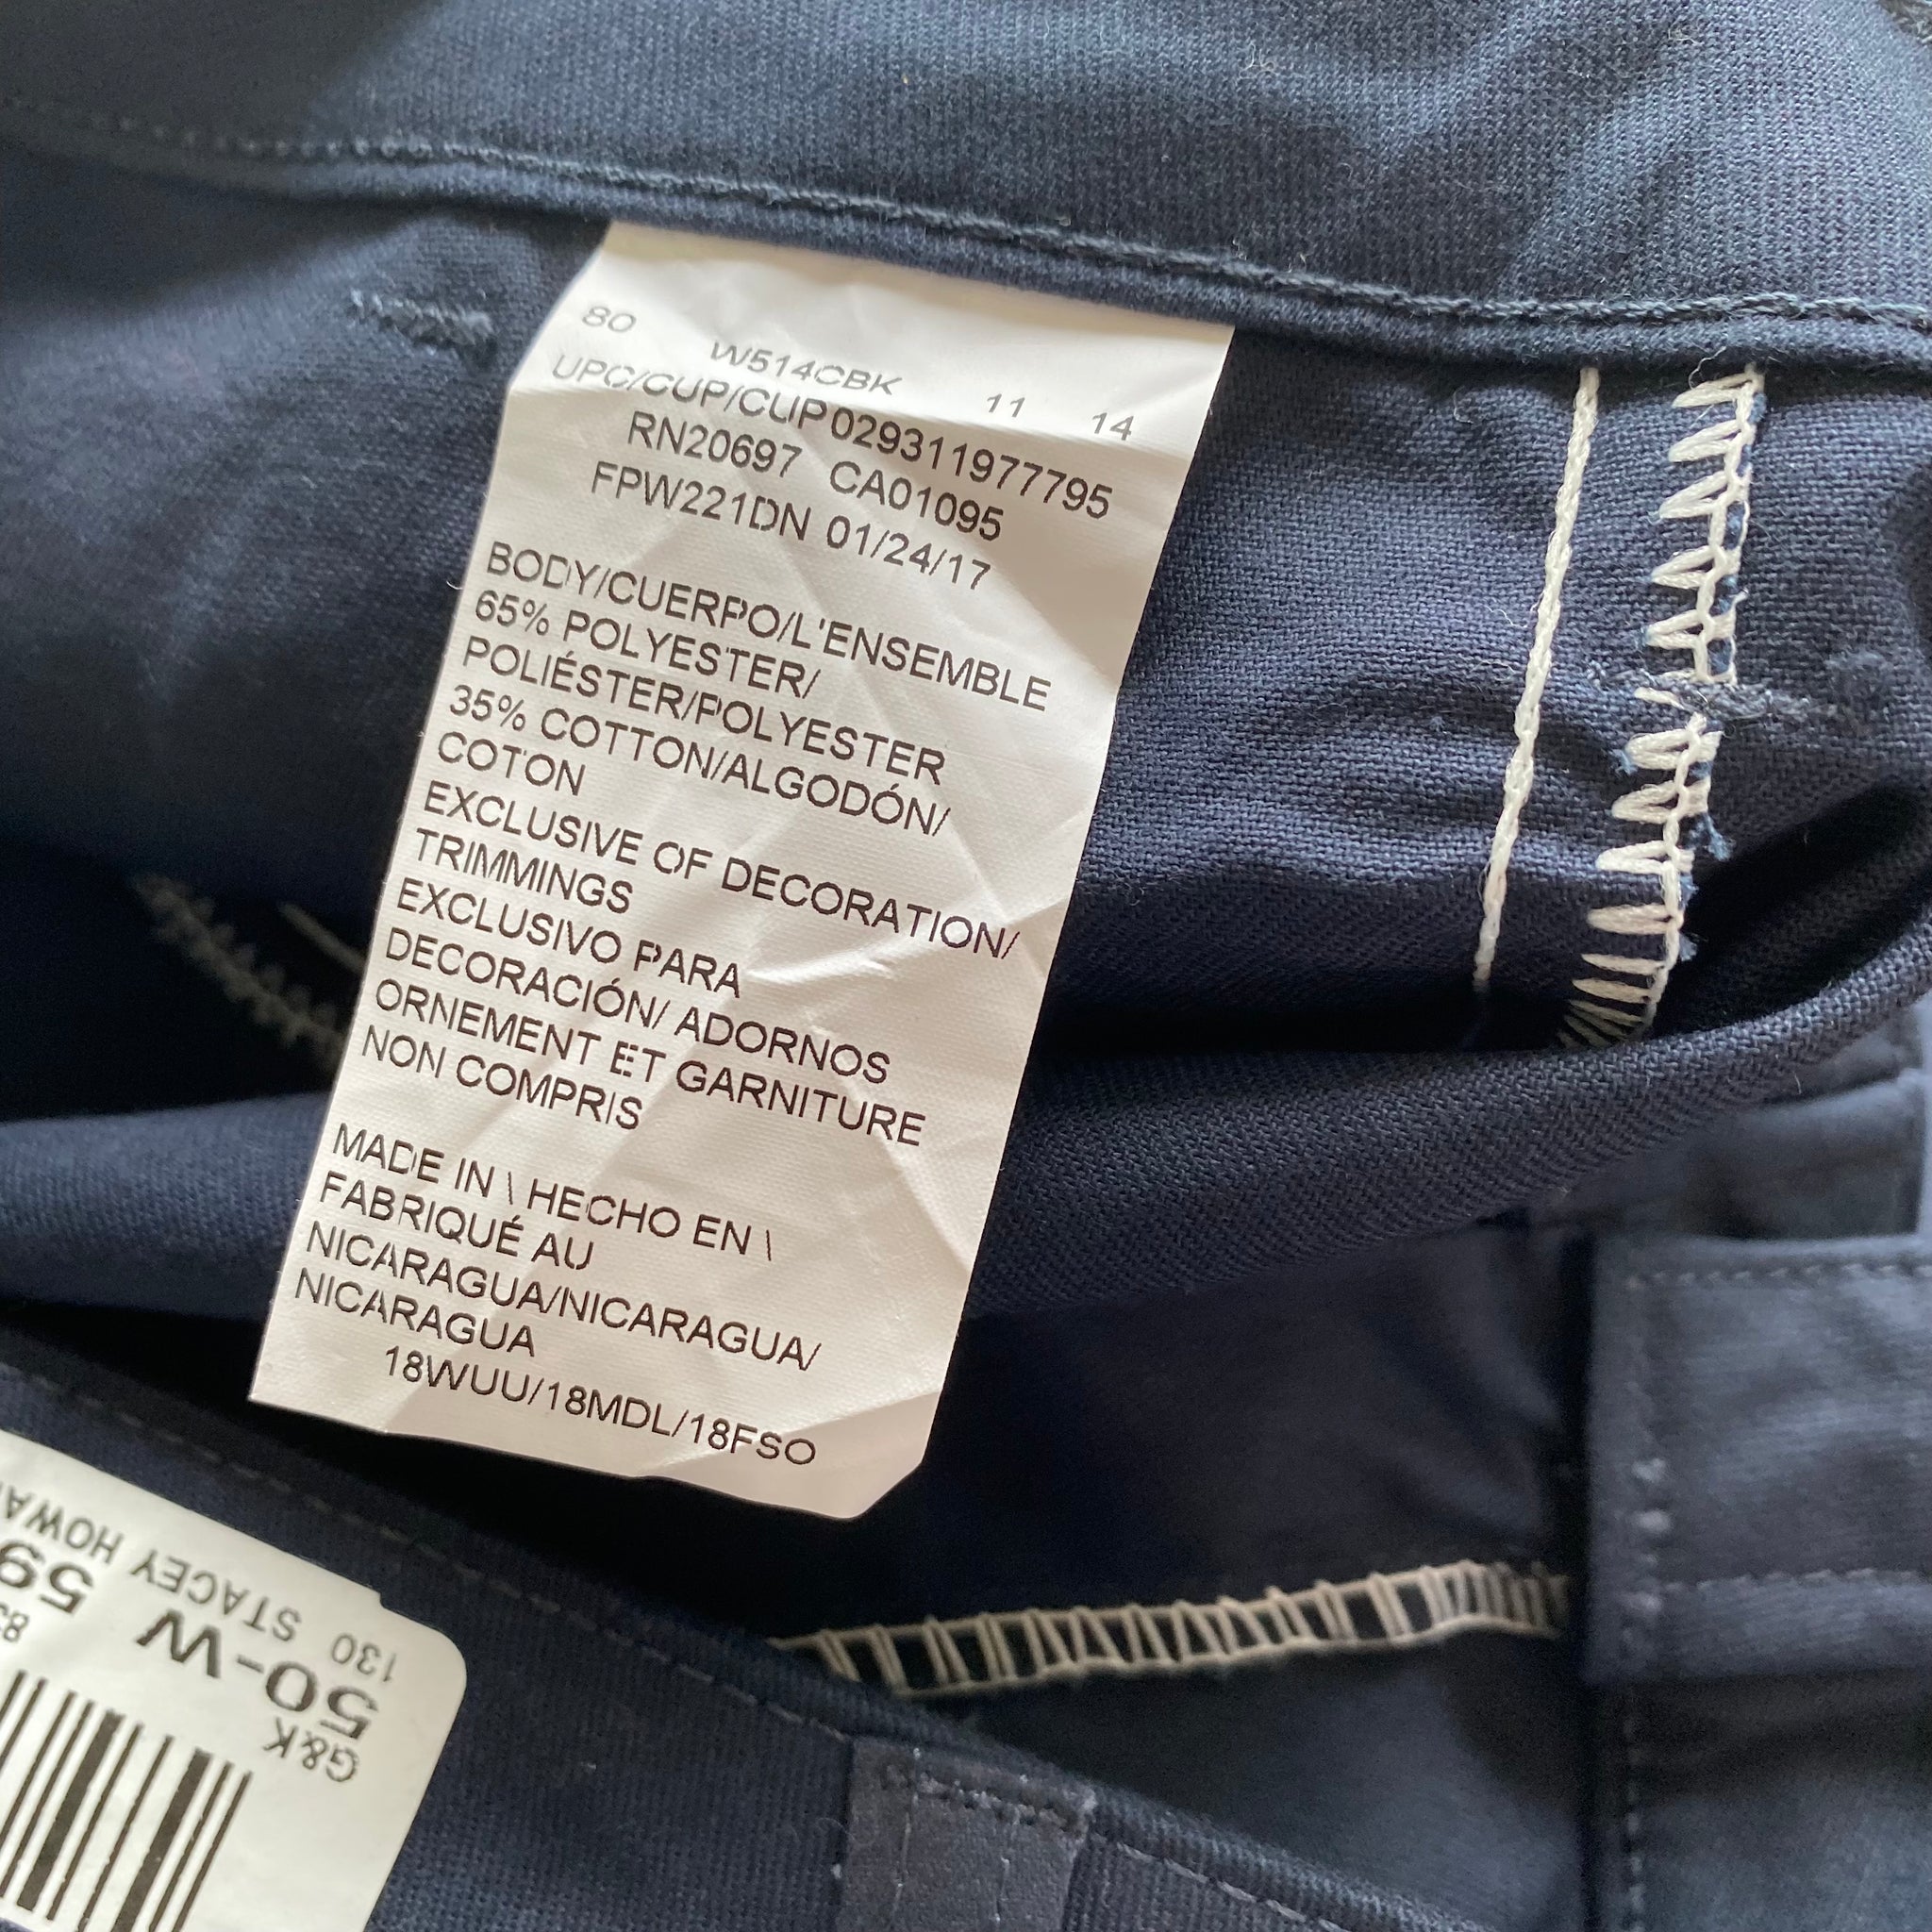 80 W514CBK 11 14
UPC/CUP/CUP029311977795
RN20697 CA01095
FPW221DN 01/24/17
BODY/CUERPO/L'ENSEMBLE
65% POLYESTER/
POLIÉSTER/POLYESTER
35% COTTON/ALGODÓN/
COTON
EXCLUSIVE OF DECORATION/
TRIMMINGS
EXCLUSIVO PARA
DECORACIÓN/ ADORNOS
ORNEMENT ET GARNITURE
NON COMPRIS
MADE IN \ HECHO EN \
FABRIQUÉ AU
NICARAGUA/NICARAGUA/
NICARAGUA
18WUU/18MDL/18FSO
G&K
50-W 59
130 STACEY